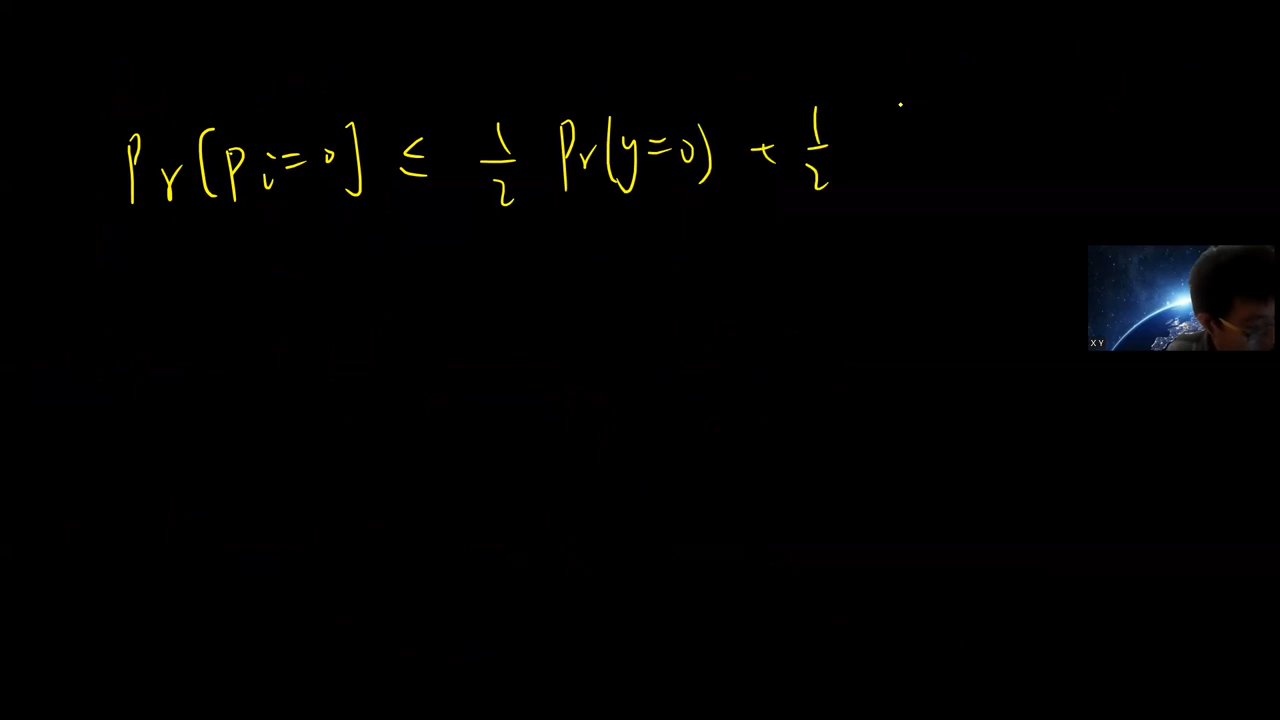 Pr[Pi=0] ≤ 1/2 Pr(y=0) + 1/2
X Y